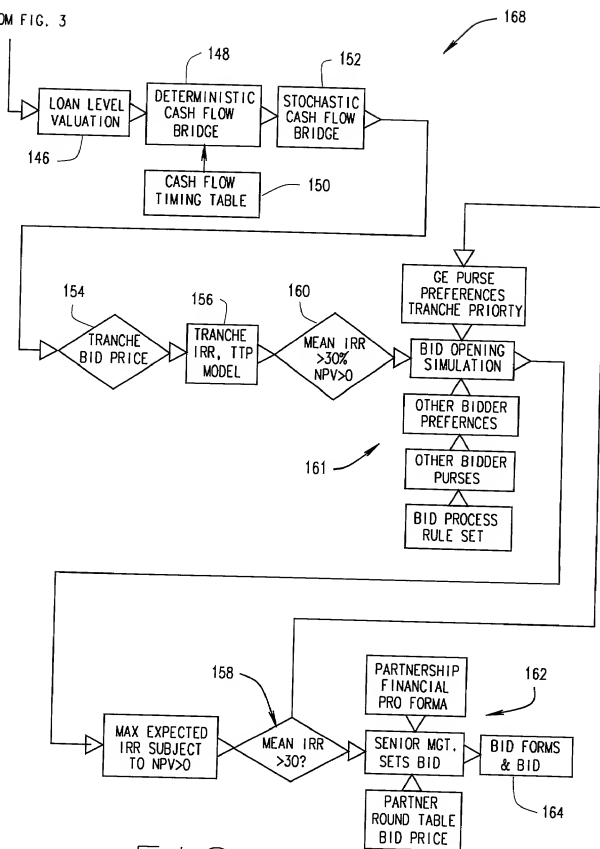 OM FIG. 3
168
148
152
LOAN LEVEL
VALUATION
DETERMINISTIC
CASH FLOW
BRIDGE
STOCHASTIC
CASH FLOW
BRIDGE
146
CASH FLOW
TIMING TABLE
150
GE PURSE
PREFERENCES
TRANCHE PRIORTY
154
156
160
TRANCHE
BID PRICE
TRANCHE
IRR, TTP
MODEL
MEAN IRR
>30%
NPV>0
BID OPENING
SIMULATION
OTHER BIDDER
PREFERNCES
161
OTHER BIDDER
PURSES
BID PROCESS
RULE SET
PARTNERSHIP
FINANCIAL
PRO FORMA
158
162
MAX EXPECTED
IRR SUBJECT
TO NPV>0
MEAN IRR
>30?
SENIOR MGT.
SETS BID
BID FORMS
& BID
164
PARTNER
ROUND TABLE
BID PRICE